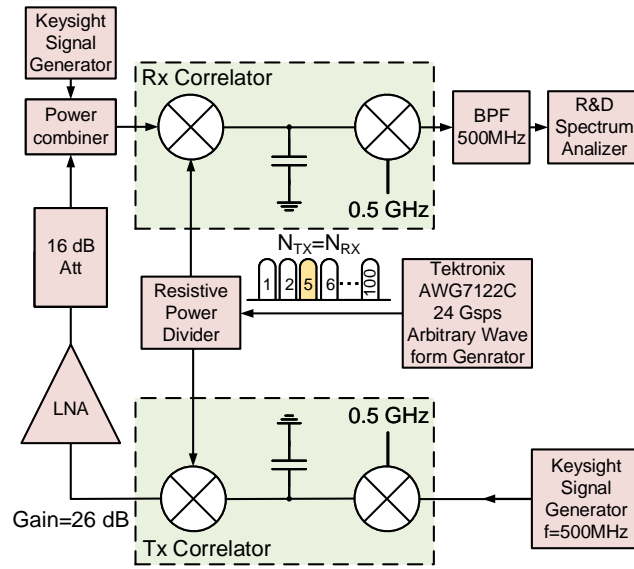 Keysight
Signal
Generator
Power
combiner
16 dB
Att
LNA
Gain=26 dB
Rx Correlator
0.5 GHz
BPF
500MHz
R&D
Spectrum
Analizer
N_TX=N_RX
1 2 5 6 ... 100
Resistive
Power
Divider
Tektronix
AWG7122C
24 Gsps
Arbitrary Wave
form Genrator
0.5 GHz
Tx Correlator
Keysight
Signal
Generator
f=500MHz